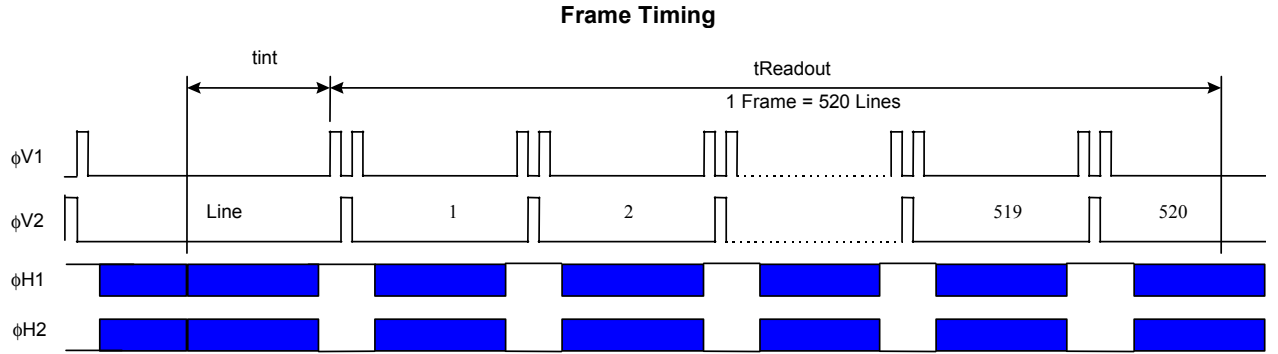 Frame Timing
tint
tReadout
1 Frame = 520 Lines
ϕV1
ϕV2
Line
1
2
519
520
ϕH1
ϕH2